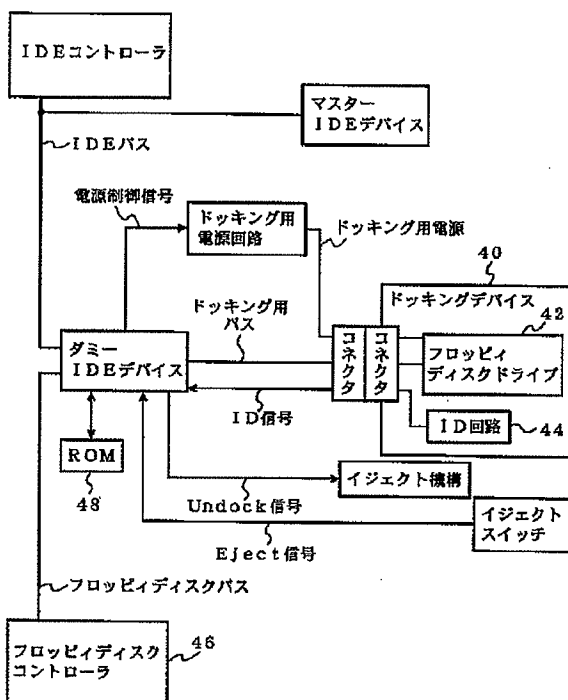 IDEコントローラ
マスター
IDEデバイス
IDEバス
電源制御信号
ドッキング用
電源回路
ドッキング用電源
40
ドッキングデバイス
42
ドッキング用
バス
ダミー
IDEデバイス
コネクタ
コネクタ
フロッピィ
ディスクドライブ
ID信号
ID回路
44
ROM
48
イジェクト機構
Undock信号
イジェクト
スイッチ
Eject信号
フロッピィディスクバス
フロッピィディスク
コントローラ
46